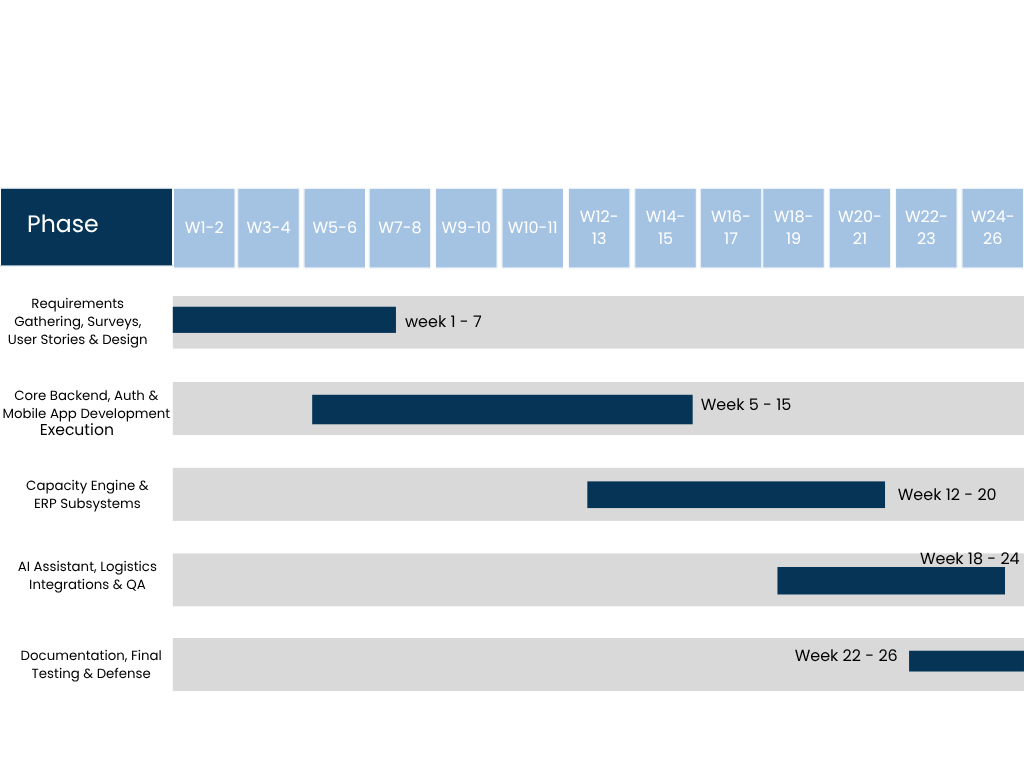 Phase
W1-2
W3-4
W5-6
W7-8
W9-10
W10-11
W12-
13
W14-
15
W16-
17
W18-
19
W20-
21
W22-
23
W24-
26
Requirements
Gathering, Surveys,
User Stories & Design
week 1 - 7
Core Backend, Auth &
Mobile App Development
Execution
Week 5 - 15
Capacity Engine &
ERP Subsystems
Week 12 - 20
AI Assistant, Logistics
Integrations & QA
Week 18 - 24
Documentation, Final
Testing & Defense
Week 22 - 26